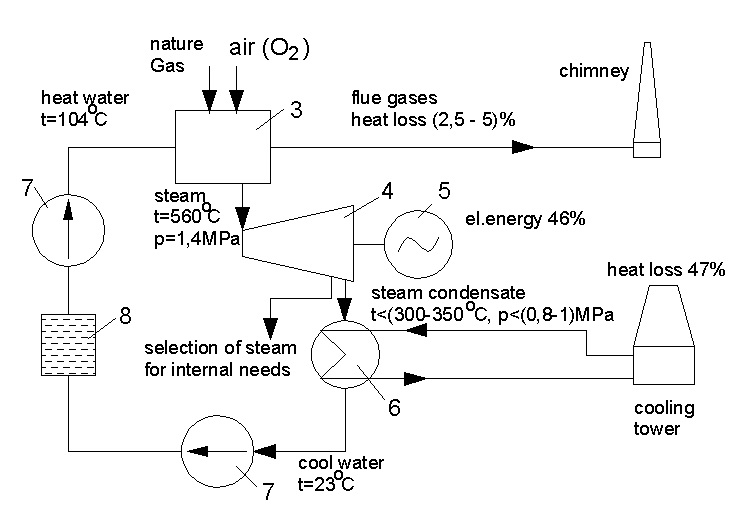 nature
Gas
air (O2)
chimney
heat water
t=104°C
3
flue gases
heat loss (2,5 - 5)%
7
steam
t=560°C
p=1,4MPa
4
5
el.energy 46%
heat loss 47%
steam condensate
t<(300-350°C, p<(0,8-1)MPa
8
selection of steam
for internal needs
6
cooling
tower
cool water
t=23°C
7